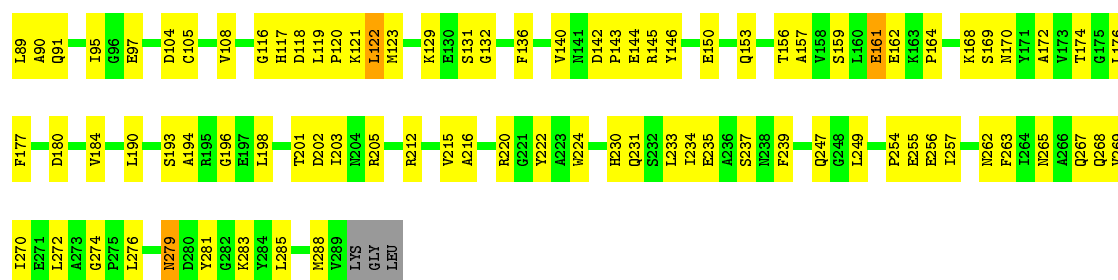 L89 A90 Q91 I95 G96 E97 D104 C105 V108 G116 H117 D118 L119 P120 K121 L122 M123 K129 E130 S131 G132 F136 V140 N141 D142 P143 E144 R145 Y146 E150 Q153 T156 A157 V158 S159 L160 E161 E162 K163 P164 K168 S169 N170 Y171 A172 V173 T174 G175 L176
F177 D180 V184 L190 S193 A194 R195 G196 E197 L198 T201 D202 I203 N204 R205 R212 V215 A216 R220 G221 Y222 A223 W224 H230 Q231 S232 L233 I234 E235 A236 S237 N238 F239 Q247 G248 L249 P254 E255 E256 I257 N262 F263 I264 N265 A266 Q267 Q268 V269
I270 E271 L272 A273 G274 P275 L276 N279 D280 Y281 G282 K283 Y284 L285 M288 V289 LYS GLY LEU